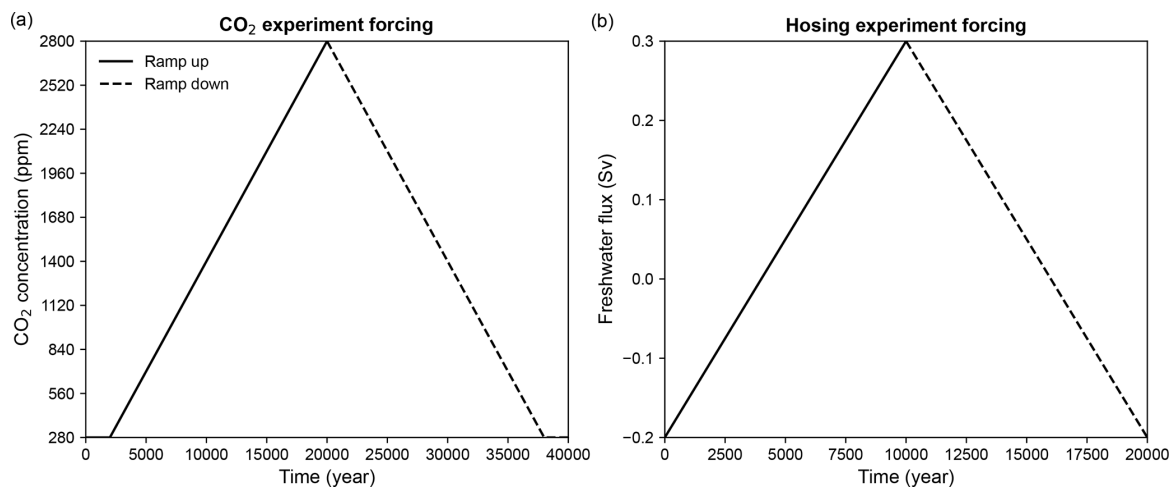 (a)
CO₂ experiment forcing
2800
2520
2240
1960
1680
1400
1120
840
560
280
CO₂ concentration (ppm)
Ramp up
Ramp down
0 5000 10000 15000 20000 25000 30000 35000 40000
Time (year)
(b)
Hosing experiment forcing
0.3
0.2
0.1
0.0
−0.1
−0.2
Freshwater flux (Sv)
0 2500 5000 7500 10000 12500 15000 17500 20000
Time (year)